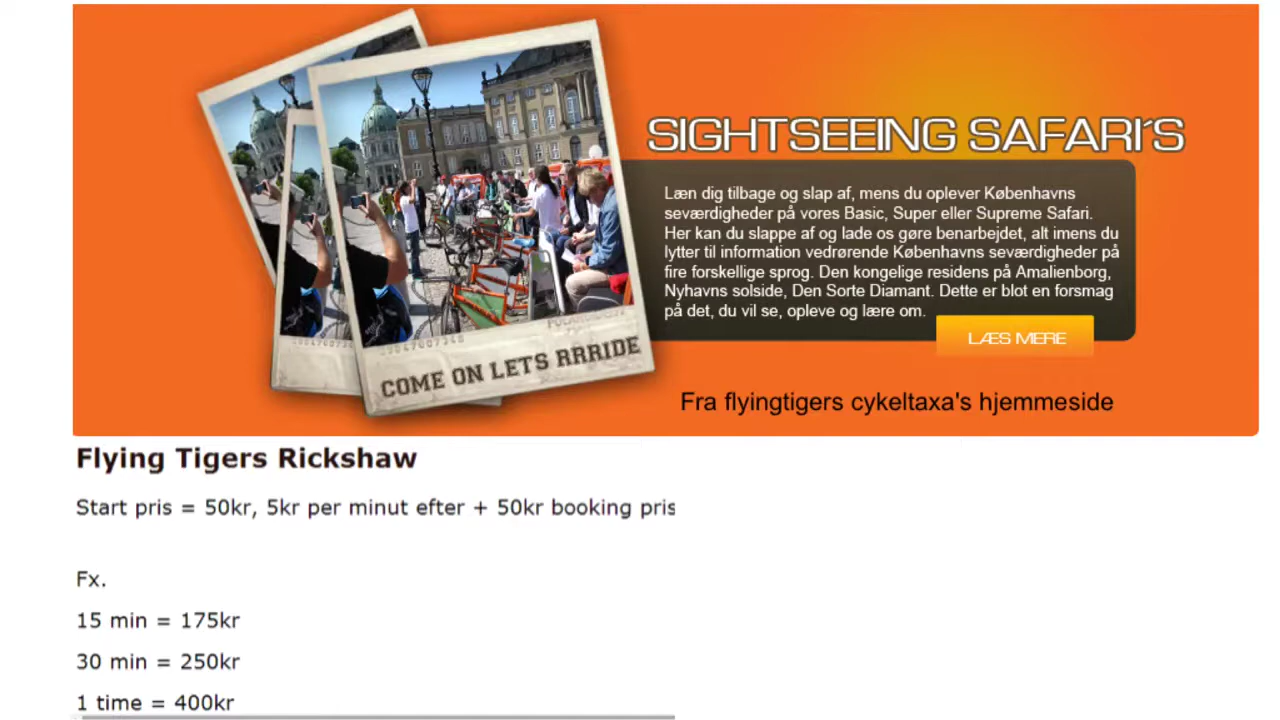 SIGHTSEEING SAFARI´S
Læn dig tilbage og slap af, mens du oplever Københavns
seværdigheder på vores Basic, Super eller Supreme Safari.
Her kan du slappe af og lade os gøre benarbejdet, alt imens du
lytter til information vedrørende Københavns seværdigheder på
fire forskellige sprog. Den kongelige residens på Amalienborg,
Nyhavns solside, Den Sorte Diamant. Dette er blot en forsmag
på det, du vil se, opleve og lære om.
LÆS MERE
COME ON LETS RRRIDE
Fra flyingtigers cykeltaxa's hjemmeside
Flying Tigers Rickshaw
Start pris = 50kr, 5kr per minut efter + 50kr booking pris
Fx.
15 min = 175kr
30 min = 250kr
1 time = 400kr